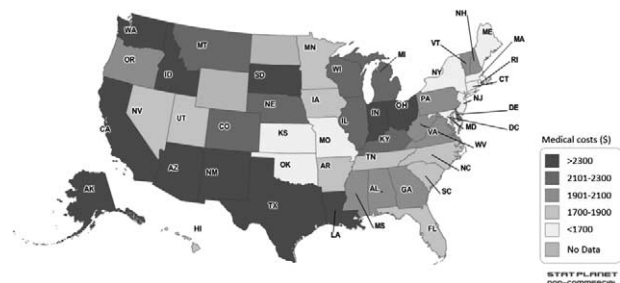 NH
WA
VT
ME
MA
MT
MN
MI
OR
RI
ID
WI
NY
SD
CT
IA
PA
NJ
NE
OH
NV
IN
IL
DE
UT
CA
CO
MD
VA
KS
MO
KY
DC
WV
TN
NC
OK
AR
AZ
NM
SC
AL
GA
AK
TX
MS
LA
HI
FL
Medical costs ($)
>2300
2101-2300
1901-2100
1700-1900
<1700
No Data
STAT PLANET
NON-COMMERCIAL